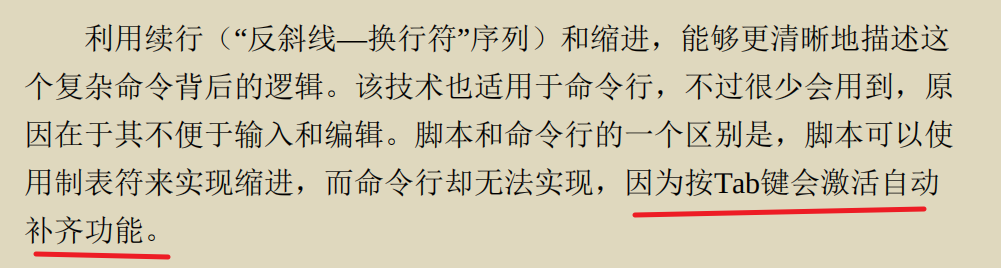 利用续行（“反斜线—换行符”序列）和缩进，能够更清晰地描述这
个复杂命令背后的逻辑。该技术也适用于命令行，不过很少会用到，原
因在于其不便于输入和编辑。脚本和命令行的一个区别是，脚本可以使
用制表符来实现缩进，而命令行却无法实现，因为按Tab键会激活自动
补齐功能。